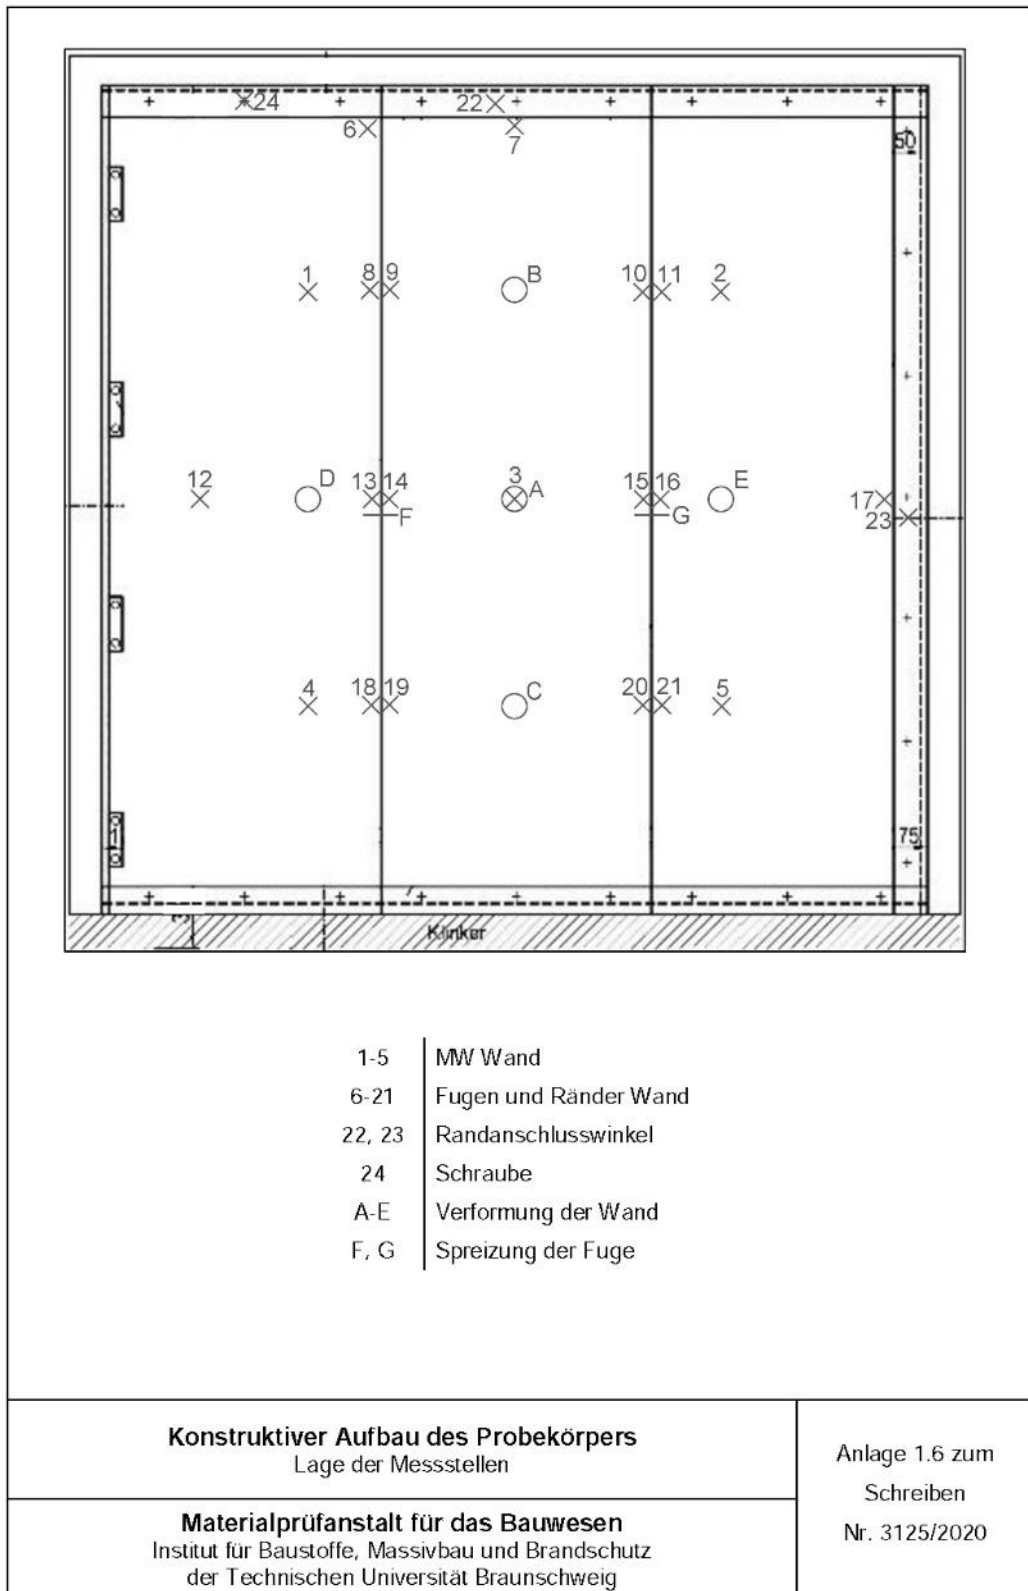 24
22
6
7
50
1
8 9
B
10 11
2
12
D
13 14
3
A
15 16
E
17
F
G
23
4
18 19
C
20 21
5
75
Klinker
1-5 MW Wand
6-21 Fugen und Ränder Wand
22, 23 Randanschlusswinkel
24 Schraube
A-E Verformung der Wand
F, G Spreizung der Fuge
Konstruktiver Aufbau des Probekörpers
Lage der Messstellen
Materialprüfanstalt für das Bauwesen
Institut für Baustoffe, Massivbau und Brandschutz
der Technischen Universität Braunschweig
Anlage 1.6 zum
Schreiben
Nr. 3125/2020